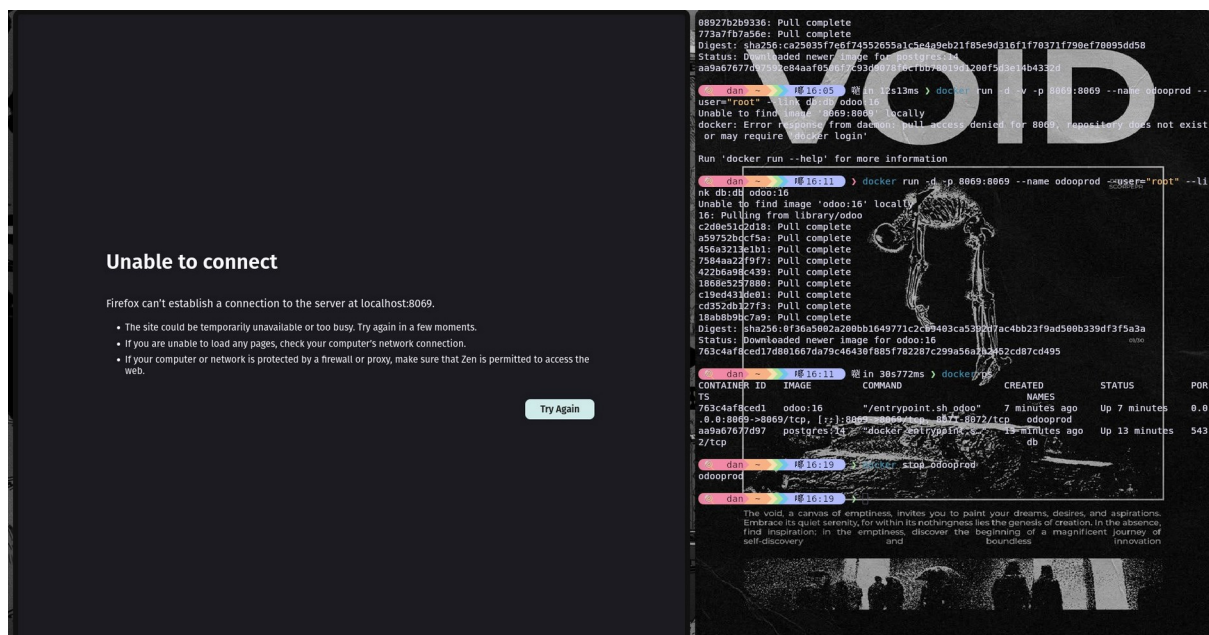 Unable to connect
Firefox can't establish a connection to the server at localhost:8069.
• The site could be temporarily unavailable or too busy. Try again in a few moments.
• If you are unable to load any pages, check your computer's network connection.
• If your computer or network is protected by a firewall or proxy, make sure that Zen is permitted to access the
web.
Try Again
08927b2b9336: Pull complete
773a7fb7a56e: Pull complete
Digest: sha256:ca25035f7e6f74552655a1c5e4a9eb21f85e9d316f1f70371f790ef70095dd58
Status: Downloaded newer image for postgres:14
VOID
dan ~ 16:05 in 12s13ms ❯ docker run -d -v -p 8069:8069 --name odooprod --
user="root" --link db:db odoo:16
Unable to find image '8069:8069' locally
docker: Error response from daemon: pull access denied for 8069, repository does not exist
or may require 'docker login'
Run 'docker run --help' for more information
dan ~ 16:11 ❯ docker run -d -p 8069:8069 --name odooprod --user="root" --li
nk db:db odoo:16
Unable to find image 'odoo:16' locally
16: Pulling from library/odoo
c2d0e51c2d18: Pull complete
a59752bccf5a: Pull complete
456a3213e1b1: Pull complete
7584aa22f9f7: Pull complete
422b6a98c439: Pull complete
1868e5257880: Pull complete
c19ed431de01: Pull complete
cd352db127f3: Pull complete
18ab8b9bc7a9: Pull complete
Status: Downloaded newer image for odoo:16
dan ~ 16:11 in 30s772ms ❯ docker ps
CONTAINER ID IMAGE COMMAND CREATED STATUS POR
TS NAMES
763c4af8ced1 odoo:16 "/entrypoint.sh odoo" 7 minutes ago Up 7 minutes 0.0
.0.0:8069->8069/tcp, [::]:8069->8069/tcp, 8071-8072/tcp odooprod
aa9a67677d97 postgres:14 "docker-entrypoint.s…" 13 minutes ago Up 13 minutes 543
2/tcp db
dan ~ 16:19 ❯ docker stop odooprod
odooprod
dan ~ 16:19 ❯
The void, a canvas of emptiness, invites you to paint your dreams, desires, and aspirations.
Embrace its quiet serenity, for within its nothingness lies the genesis of creation. In the absence,
find inspiration; in the emptiness, discover the beginning of a magnificent journey of
self-discovery and boundless innovation